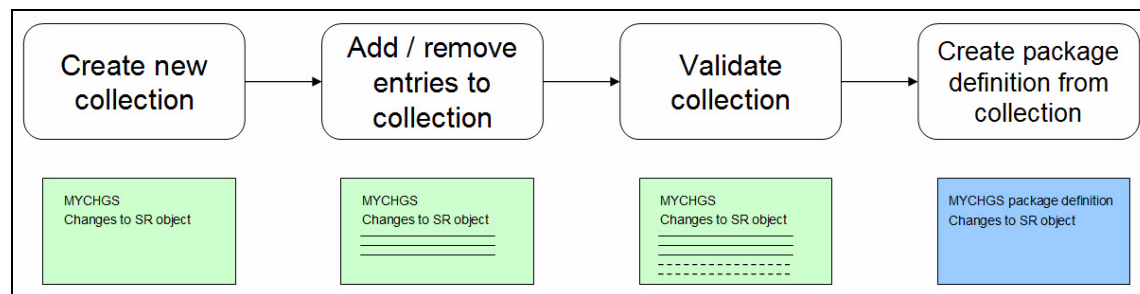 Create new
collection
Add / remove
entries to
collection
Validate
collection
Create package
definition from
collection
MYCHGS
Changes to SR object
MYCHGS
Changes to SR object
MYCHGS
Changes to SR object
MYCHGS package definition
Changes to SR object